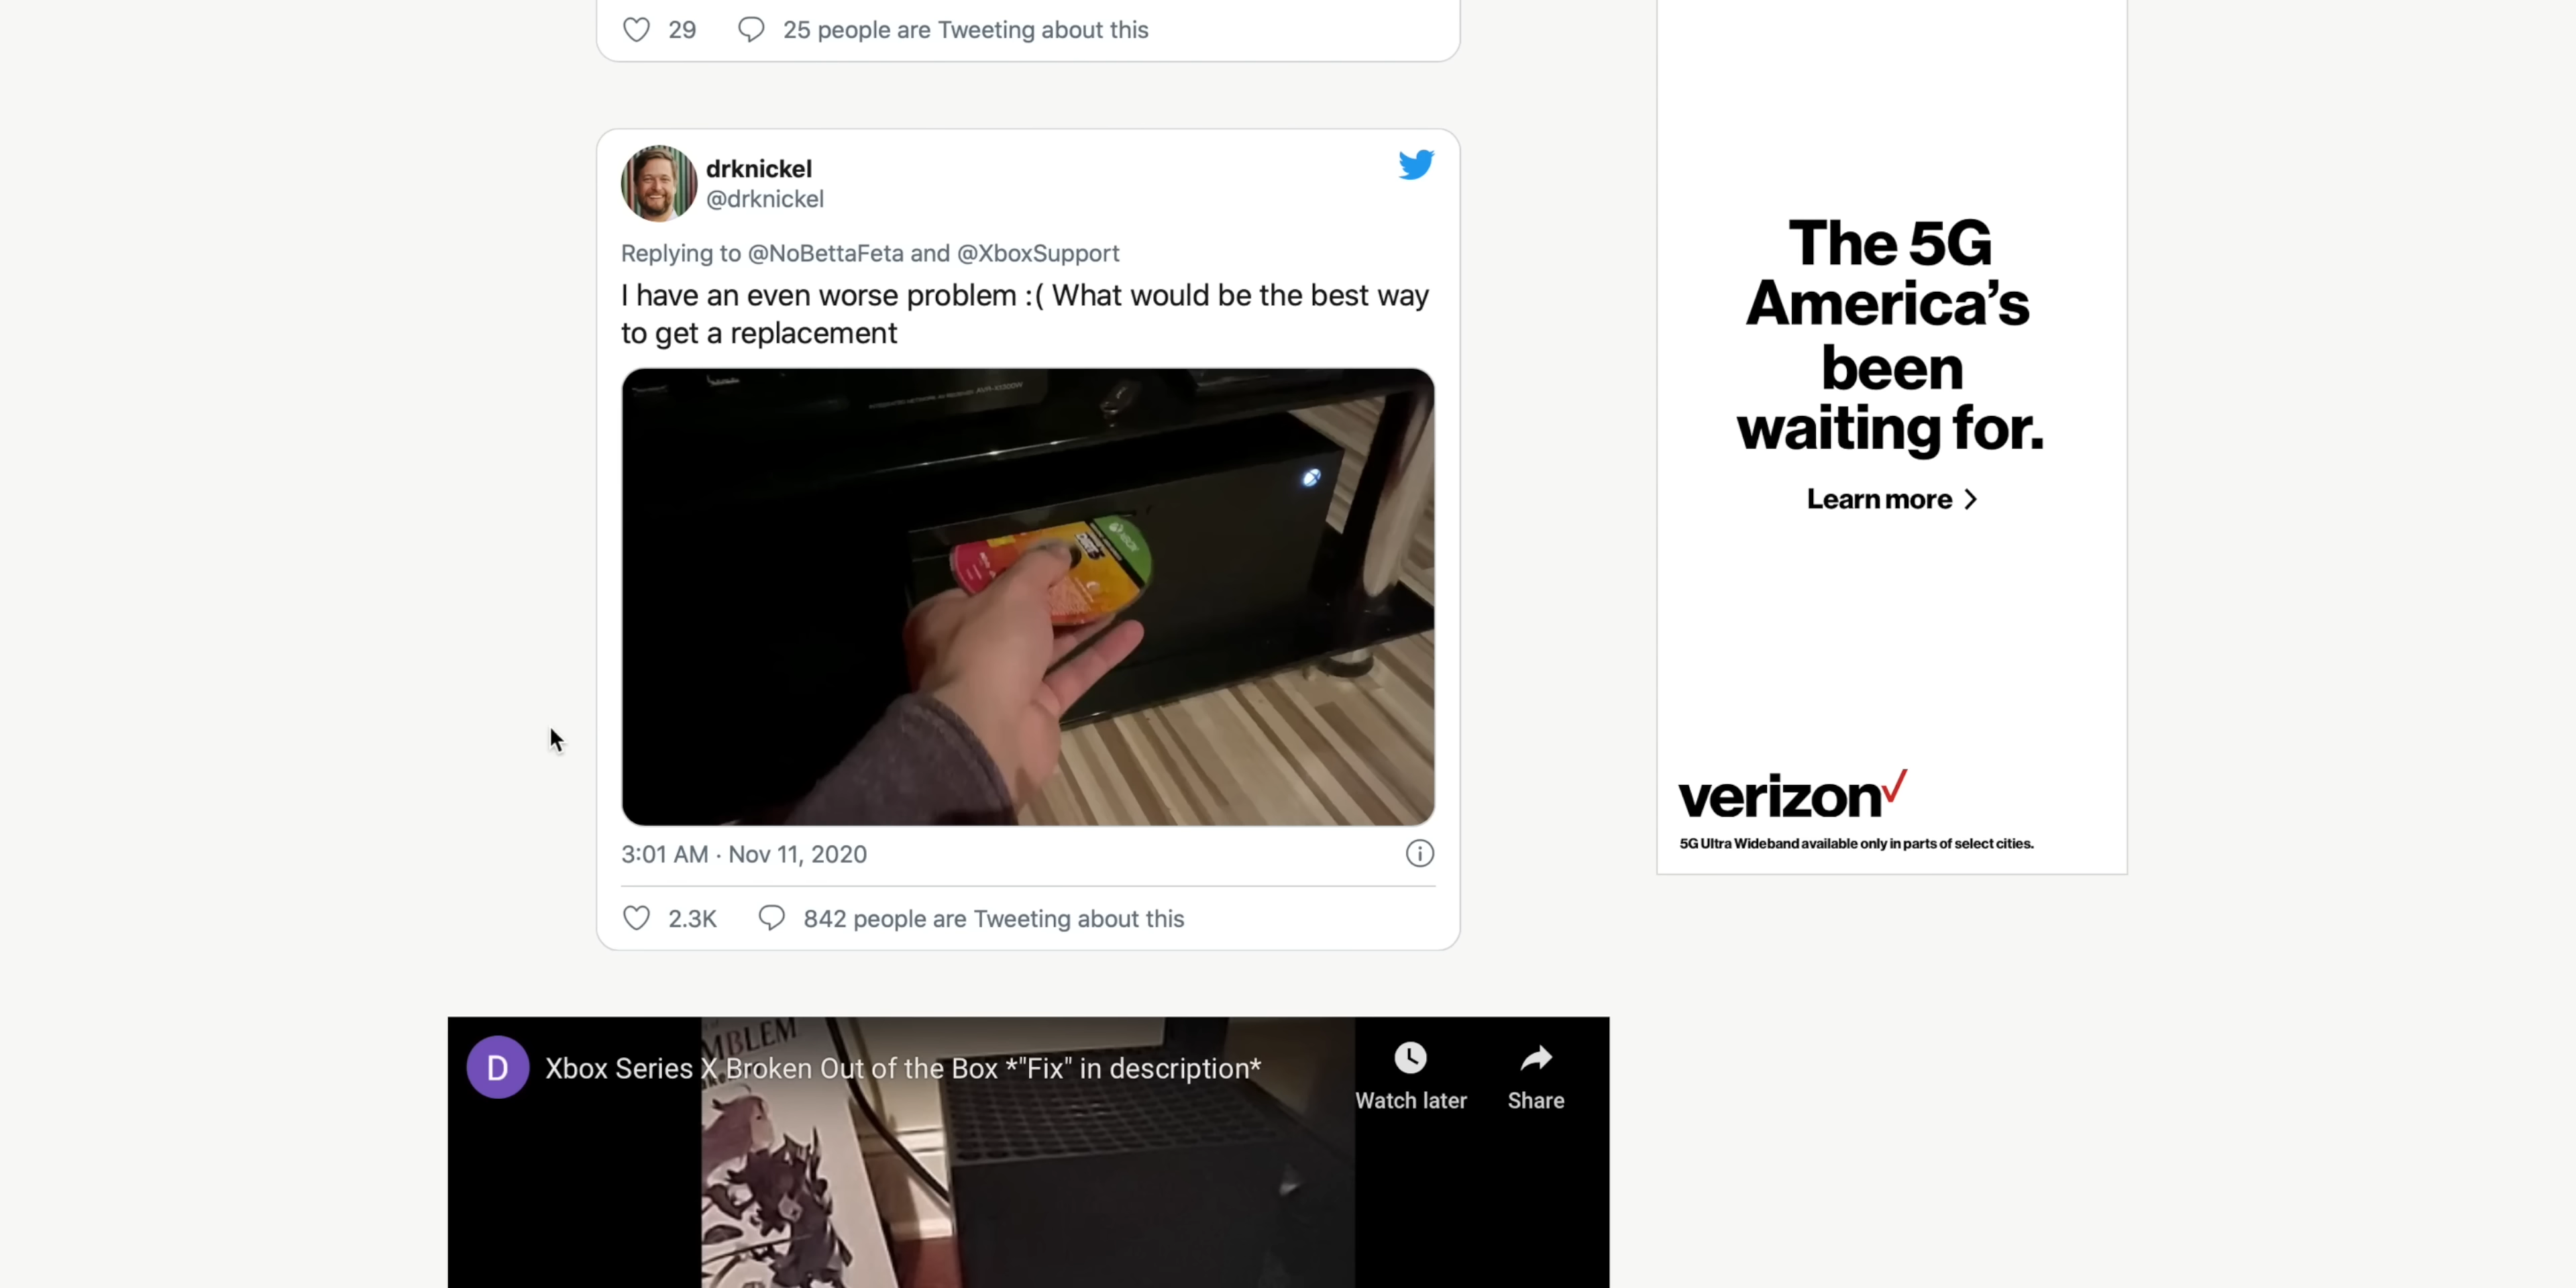 29 25 people are Tweeting about this
drknickel
@drknickel
Replying to @NoBettaFeta and @XboxSupport
I have an even worse problem :( What would be the best way
to get a replacement
XBOX
3:01 AM · Nov 11, 2020
2.3K 842 people are Tweeting about this
The 5G
America’s
been
waiting for.
Learn more
verizon
5G Ultra Wideband available only in parts of select cities.
MBLEM
D Xbox Series X Broken Out of the Box *"Fix" in description*
Watch later Share